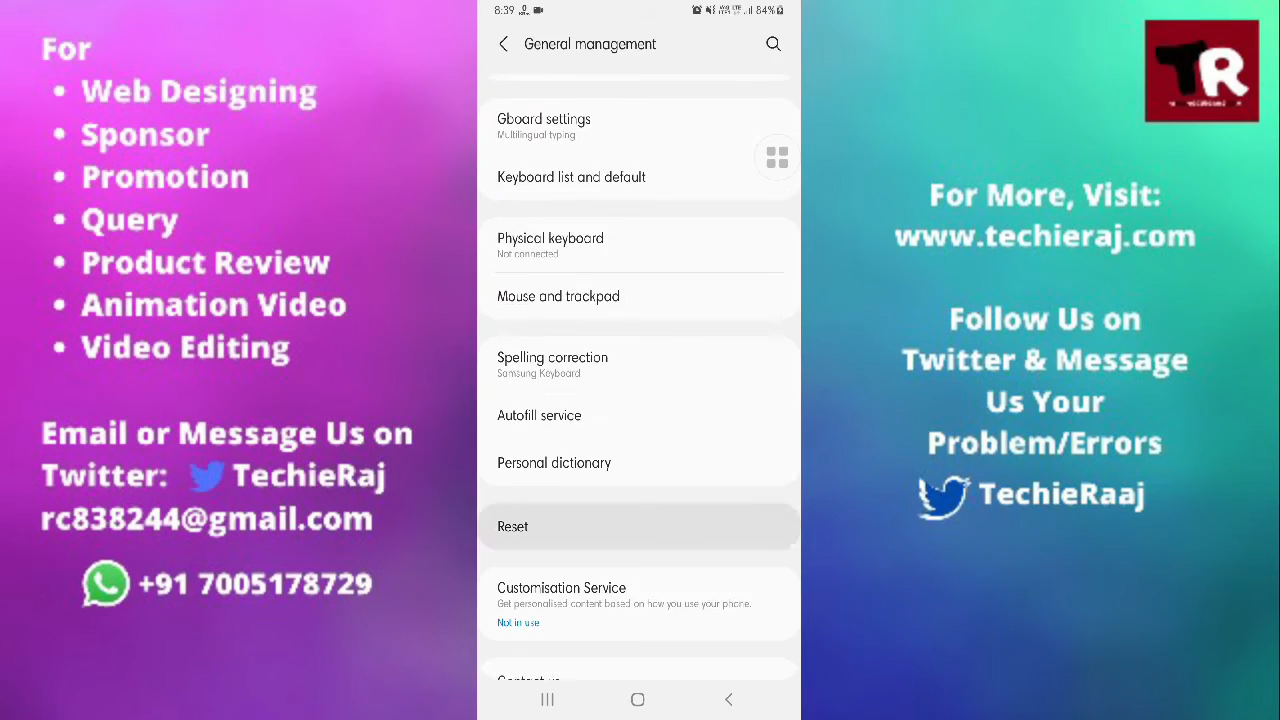 For
• Web Designing
• Sponsor
• Promotion
• Query
• Product Review
• Animation Video
• Video Editing
Email or Message Us on
Twitter: TechieRaj
rc838244@gmail.com
+91 7005178729
8:39
84%
General management
Gboard settings
Multilingual typing
Keyboard list and default
Physical keyboard
Not connected
Mouse and trackpad
Spelling correction
Samsung Keyboard
Autofill service
Personal dictionary
Reset
Customisation Service
Get personalised content based on how you use your phone.
Not in use
Contact us
TR
For More, Visit:
www.techieraj.com
Follow Us on
Twitter & Message
Us Your
Problem/Errors
TechieRaaj